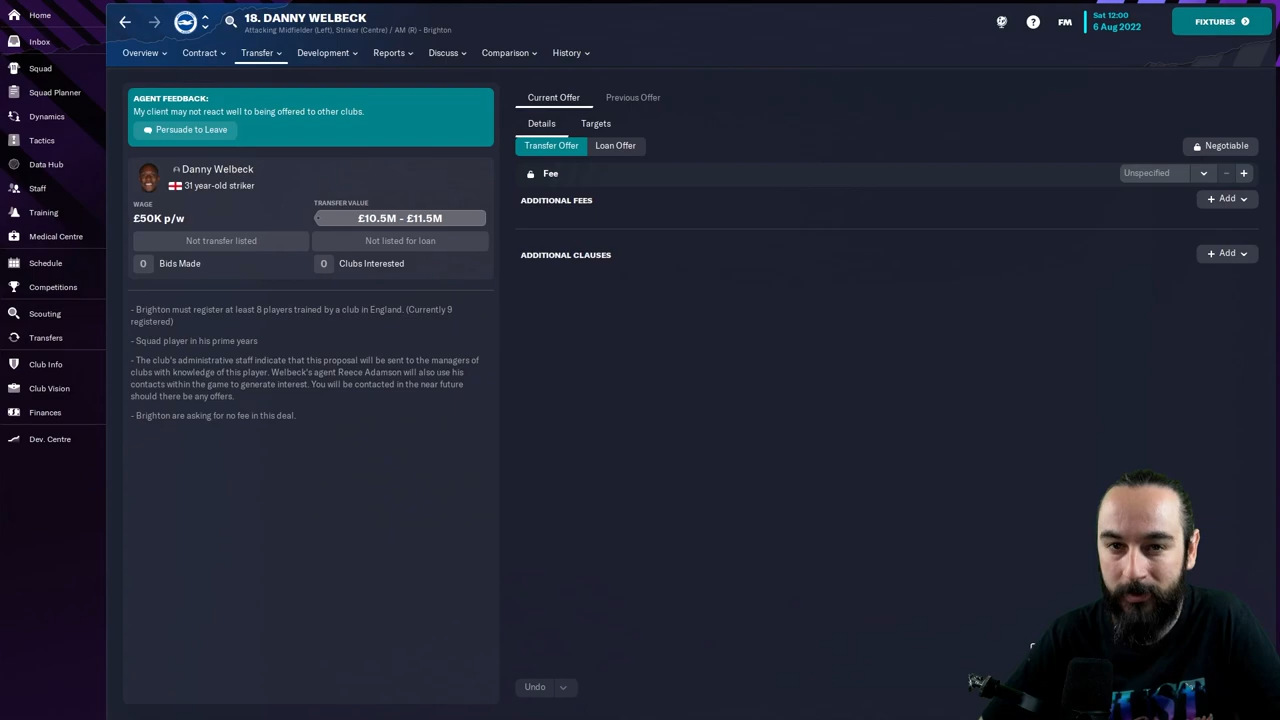 Home
Inbox
Squad
Squad Planner
Dynamics
Tactics
Data Hub
Staff
Training
Medical Centre
Schedule
Competitions
Scouting
Transfers
Club Info
Club Vision
Finances
Dev. Centre
18. DANNY WELBECK
Attacking Midfielder (Left), Striker (Centre) / AM (R) - Brighton
FM
Sat 12:00
6 Aug 2022
FIXTURES
Overview
Contract
Transfer
Development
Reports
Discuss
Comparison
History
AGENT FEEDBACK:
My client may not react well to being offered to other clubs.
Persuade to Leave
Danny Welbeck
31 year-old striker
WAGE
£50K p/w
TRANSFER VALUE
£10.5M - £11.5M
Not transfer listed
Not listed for loan
0 Bids Made
0 Clubs Interested
- Brighton must register at least 8 players trained by a club in England. (Currently 9
registered)
- Squad player in his prime years
- The club's administrative staff indicate that this proposal will be sent to the managers of
clubs with knowledge of this player. Welbeck's agent Reece Adamson will also use his
contacts within the game to generate interest. You will be contacted in the near future
should there be any offers.
- Brighton are asking for no fee in this deal.
Current Offer
Previous Offer
Details
Targets
Transfer Offer
Loan Offer
Negotiable
Fee
Unspecified
ADDITIONAL FEES
+ Add
ADDITIONAL CLAUSES
+ Add
Undo